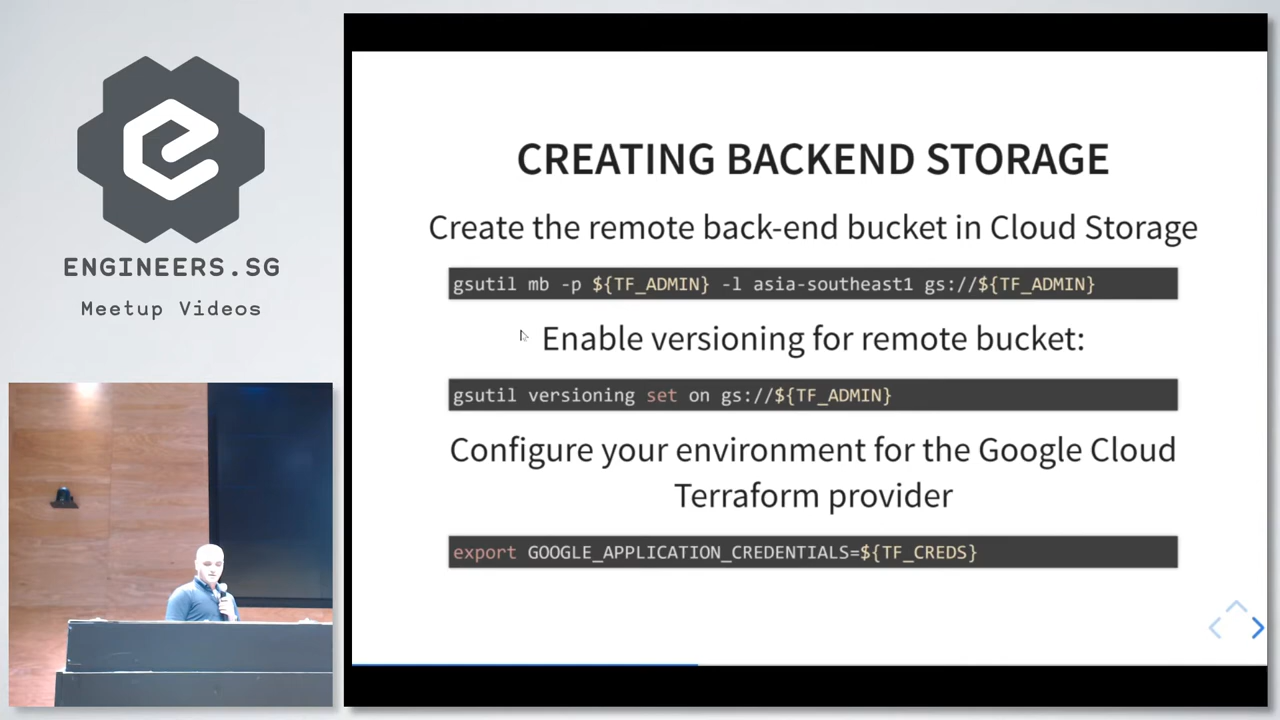 ENGINEERS.SG
Meetup Videos
CREATING BACKEND STORAGE
Create the remote back-end bucket in Cloud Storage
gsutil mb -p ${TF_ADMIN} -l asia-southeast1 gs://${TF_ADMIN}
Enable versioning for remote bucket:
gsutil versioning set on gs://${TF_ADMIN}
Configure your environment for the Google Cloud
Terraform provider
export GOOGLE_APPLICATION_CREDENTIALS=${TF_CREDS}